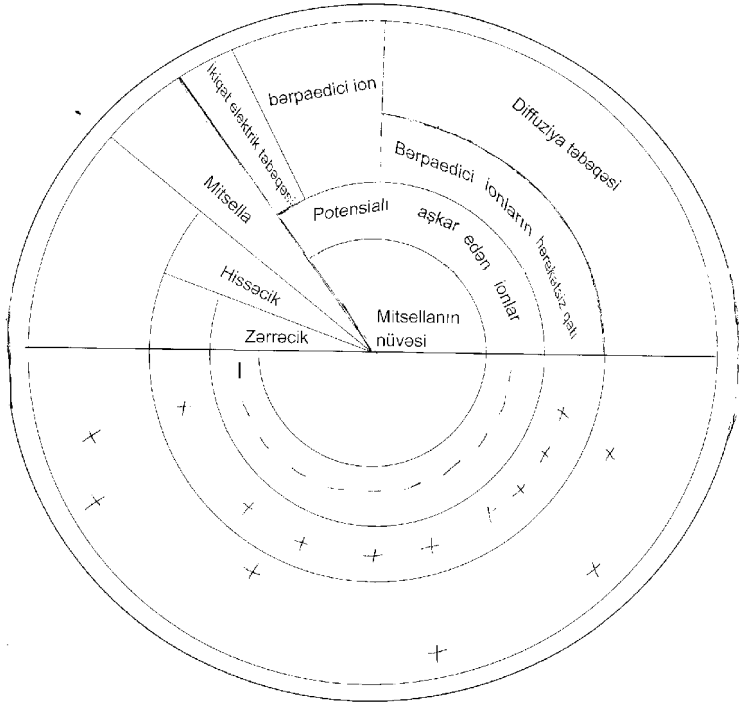 İkiqat elektrik təbəqəsi
bərpaedici ion
Diffuziya təbəqəsi
Mitsella
Bərpaedici ionların hərəkətsiz qatı
Potensialı aşkar edən ionlar
Hissəcik
Zərrəcik
Mitsellanın
nüvəsi